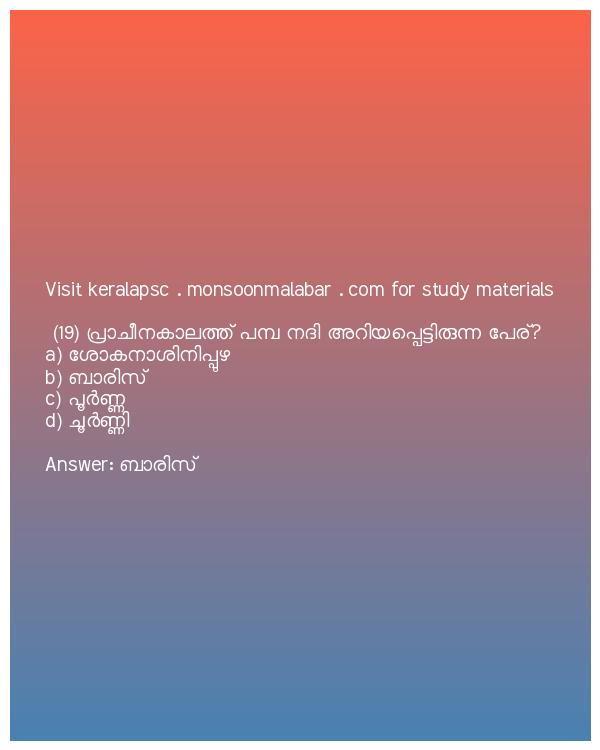 Visit keralapsc . monsoonmalabar . com for study materials
(19) പ്രാചീനകാലത്ത് പമ്പ നദി അറിയപ്പെട്ടിരുന്ന പേര്?
a) ശോകനാശിനിപ്പുഴ
b) ബാരിസ്
c) പൂർണ്ണ
d) ചൂർണ്ണി
Answer: ബാരിസ്